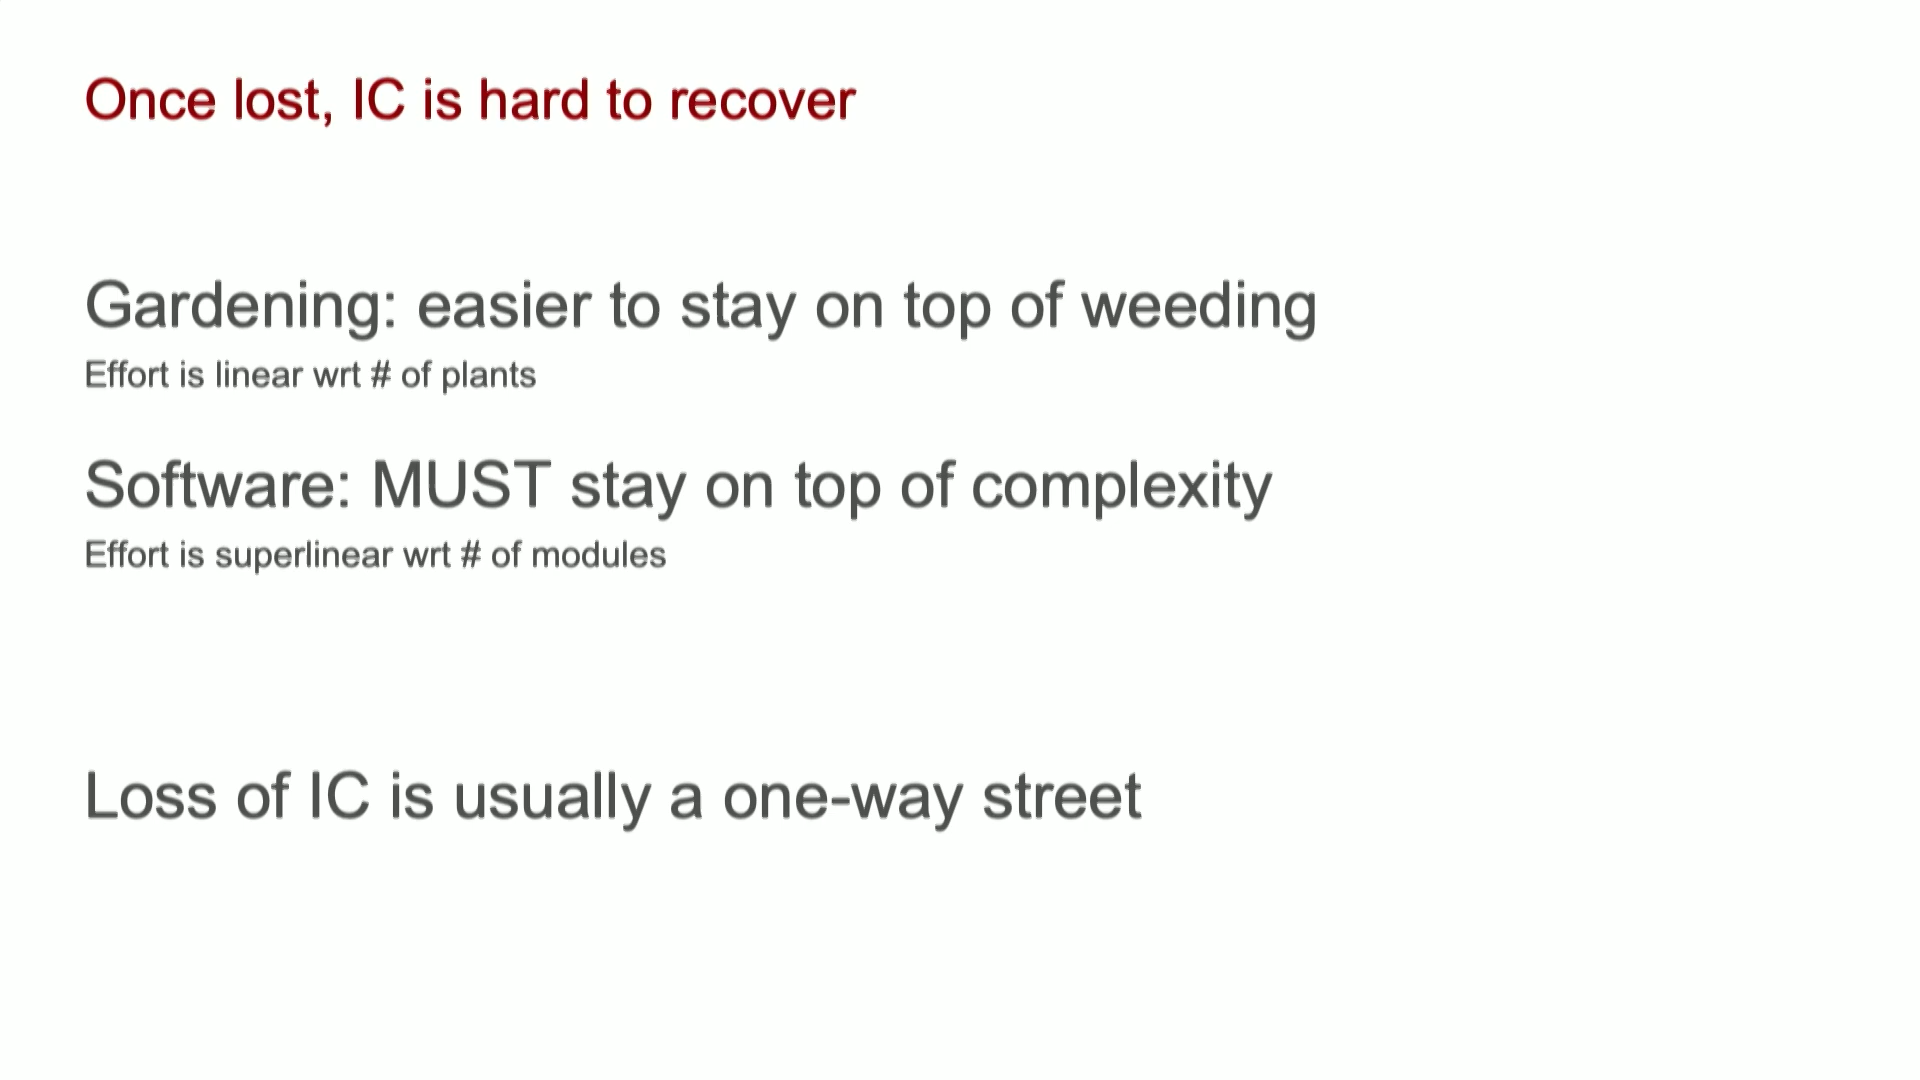 Once lost, IC is hard to recover
Gardening: easier to stay on top of weeding
Effort is linear wrt # of plants
Software: MUST stay on top of complexity
Effort is superlinear wrt # of modules
Loss of IC is usually a one-way street